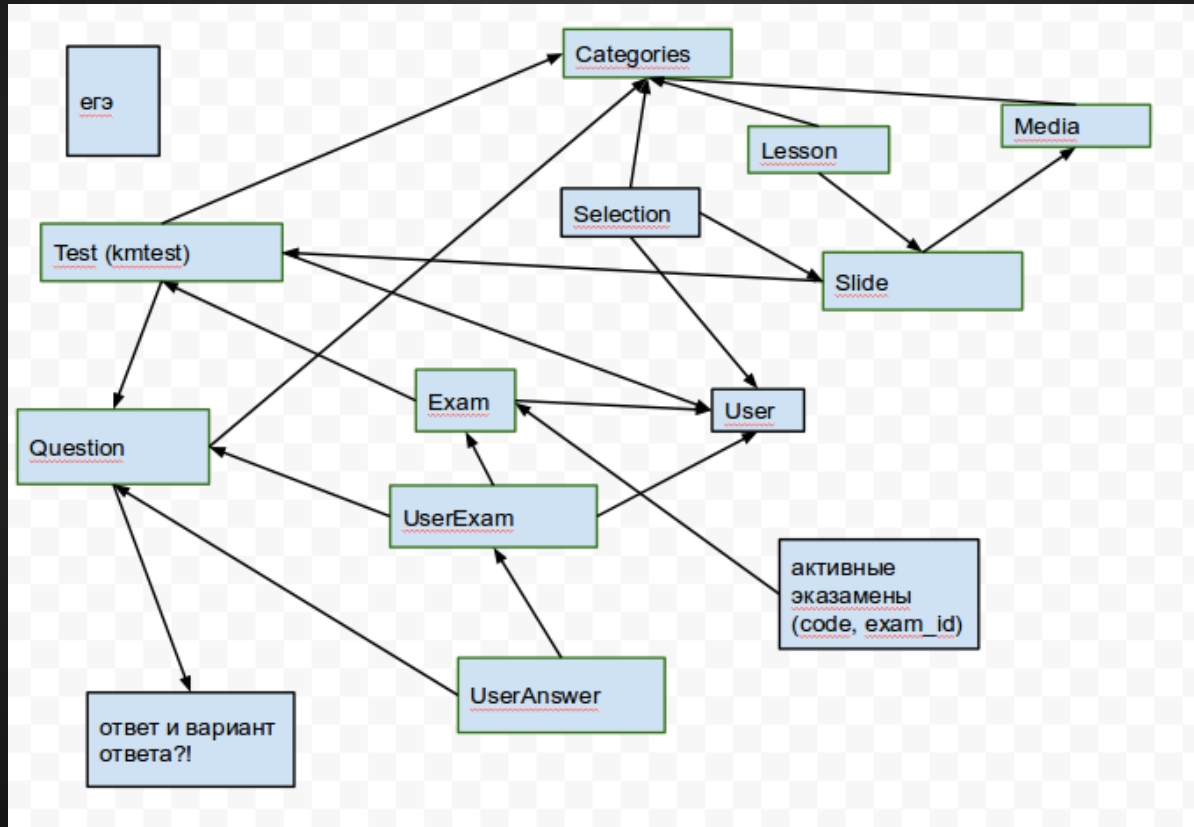 Categories
егэ
Media
Lesson
Selection
Test (kmtest)
Slide
Exam
User
Question
UserExam
активные
эказамены
(code, exam_id)
UserAnswer
ответ и вариант
ответа?!